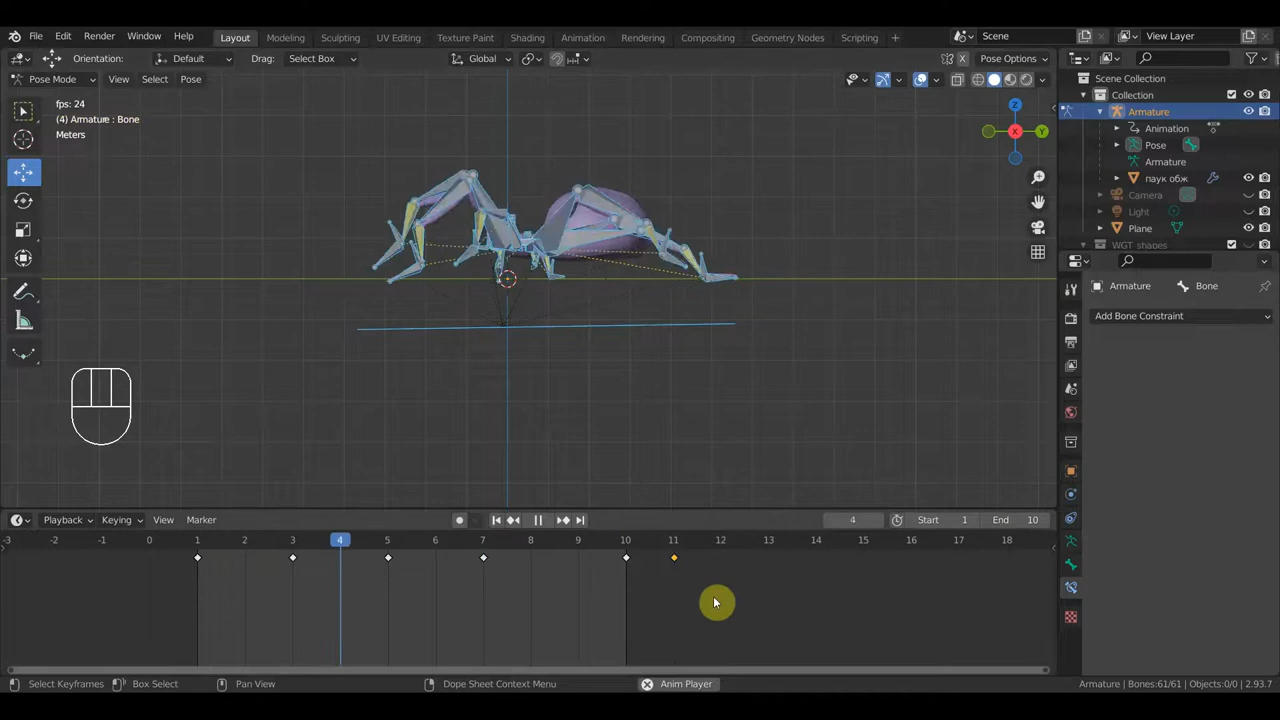 File Edit Render Window Help Layout Modeling Sculpting UV Editing Texture Paint Shading Animation Rendering Compositing Geometry Nodes Scripting + Scene View Layer
Orientation: Default Drag: Select Box Global X Pose Options
Pose Mode View Select Pose
fps: 24
(4) Armature : Bone
Meters
Z
Y
X
Scene Collection
Collection
Armature
Animation
Pose
Armature
паук обж
Camera
Light
Plane
WGT_shapes
Armature Bone
Add Bone Constraint
Playback Keying View Marker 4 Start 1 End 10
-3 -2 -1 0 1 2 3 4 5 6 7 8 9 10 11 12 13 14 15 16 17 18
Select Keyframes Box Select Pan View Dope Sheet Context Menu Anim Player Armature | Bones:61/61 | Objects:0/0 | 2.93.7